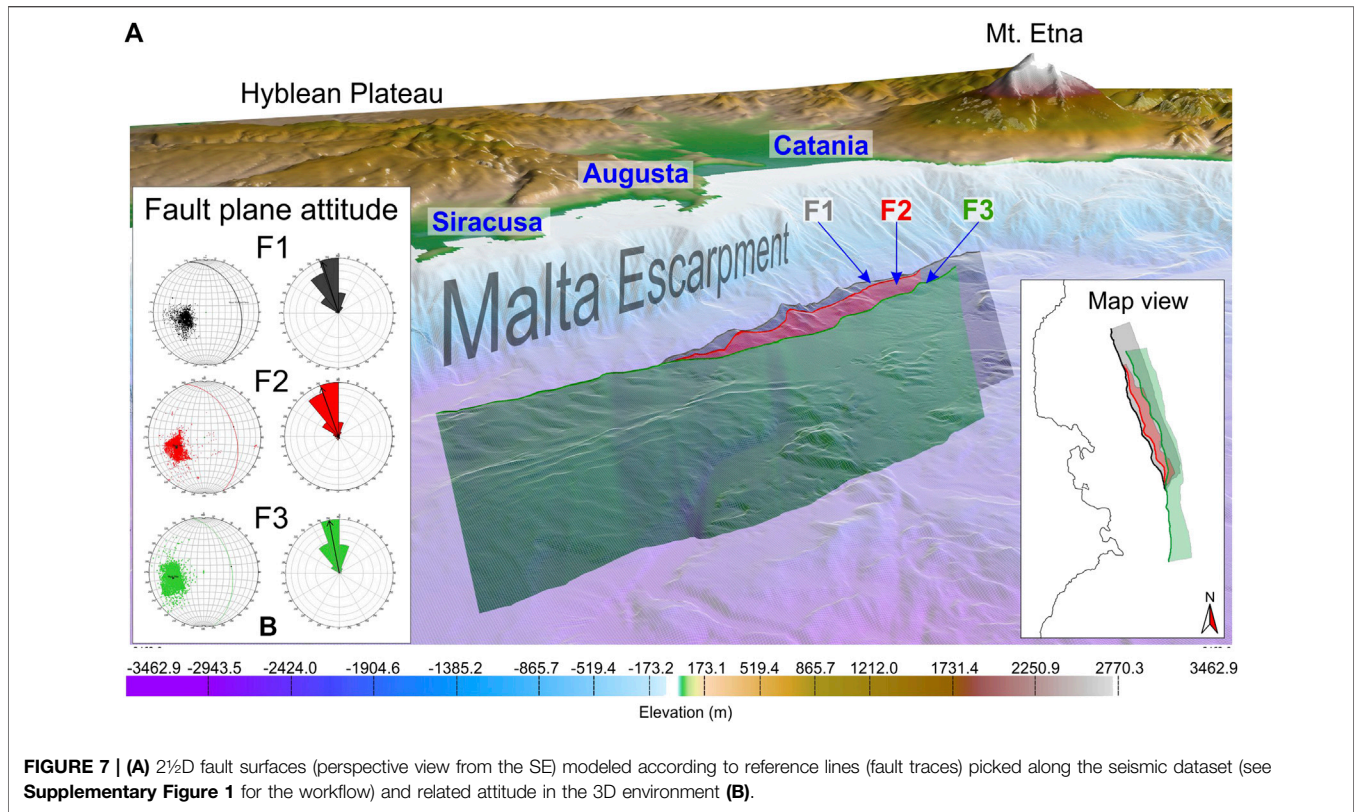 A
Mt. Etna
Hyblean Plateau
Catania
Augusta
Siracusa
Malta Escarpment
F1
F2
F3
Fault plane attitude
F1
F2
F3
B
Map view
N
-3462.9 -2943.5 -2424.0 -1904.6 -1385.2 -865.7 -519.4 -173.2 173.1 519.4 865.7 1212.0 1731.4 2250.9 2770.3 3462.9
Elevation (m)
FIGURE 7 | (A) 2½D fault surfaces (perspective view from the SE) modeled according to reference lines (fault traces) picked along the seismic dataset (see
Supplementary Figure 1 for the workflow) and related attitude in the 3D environment (B).